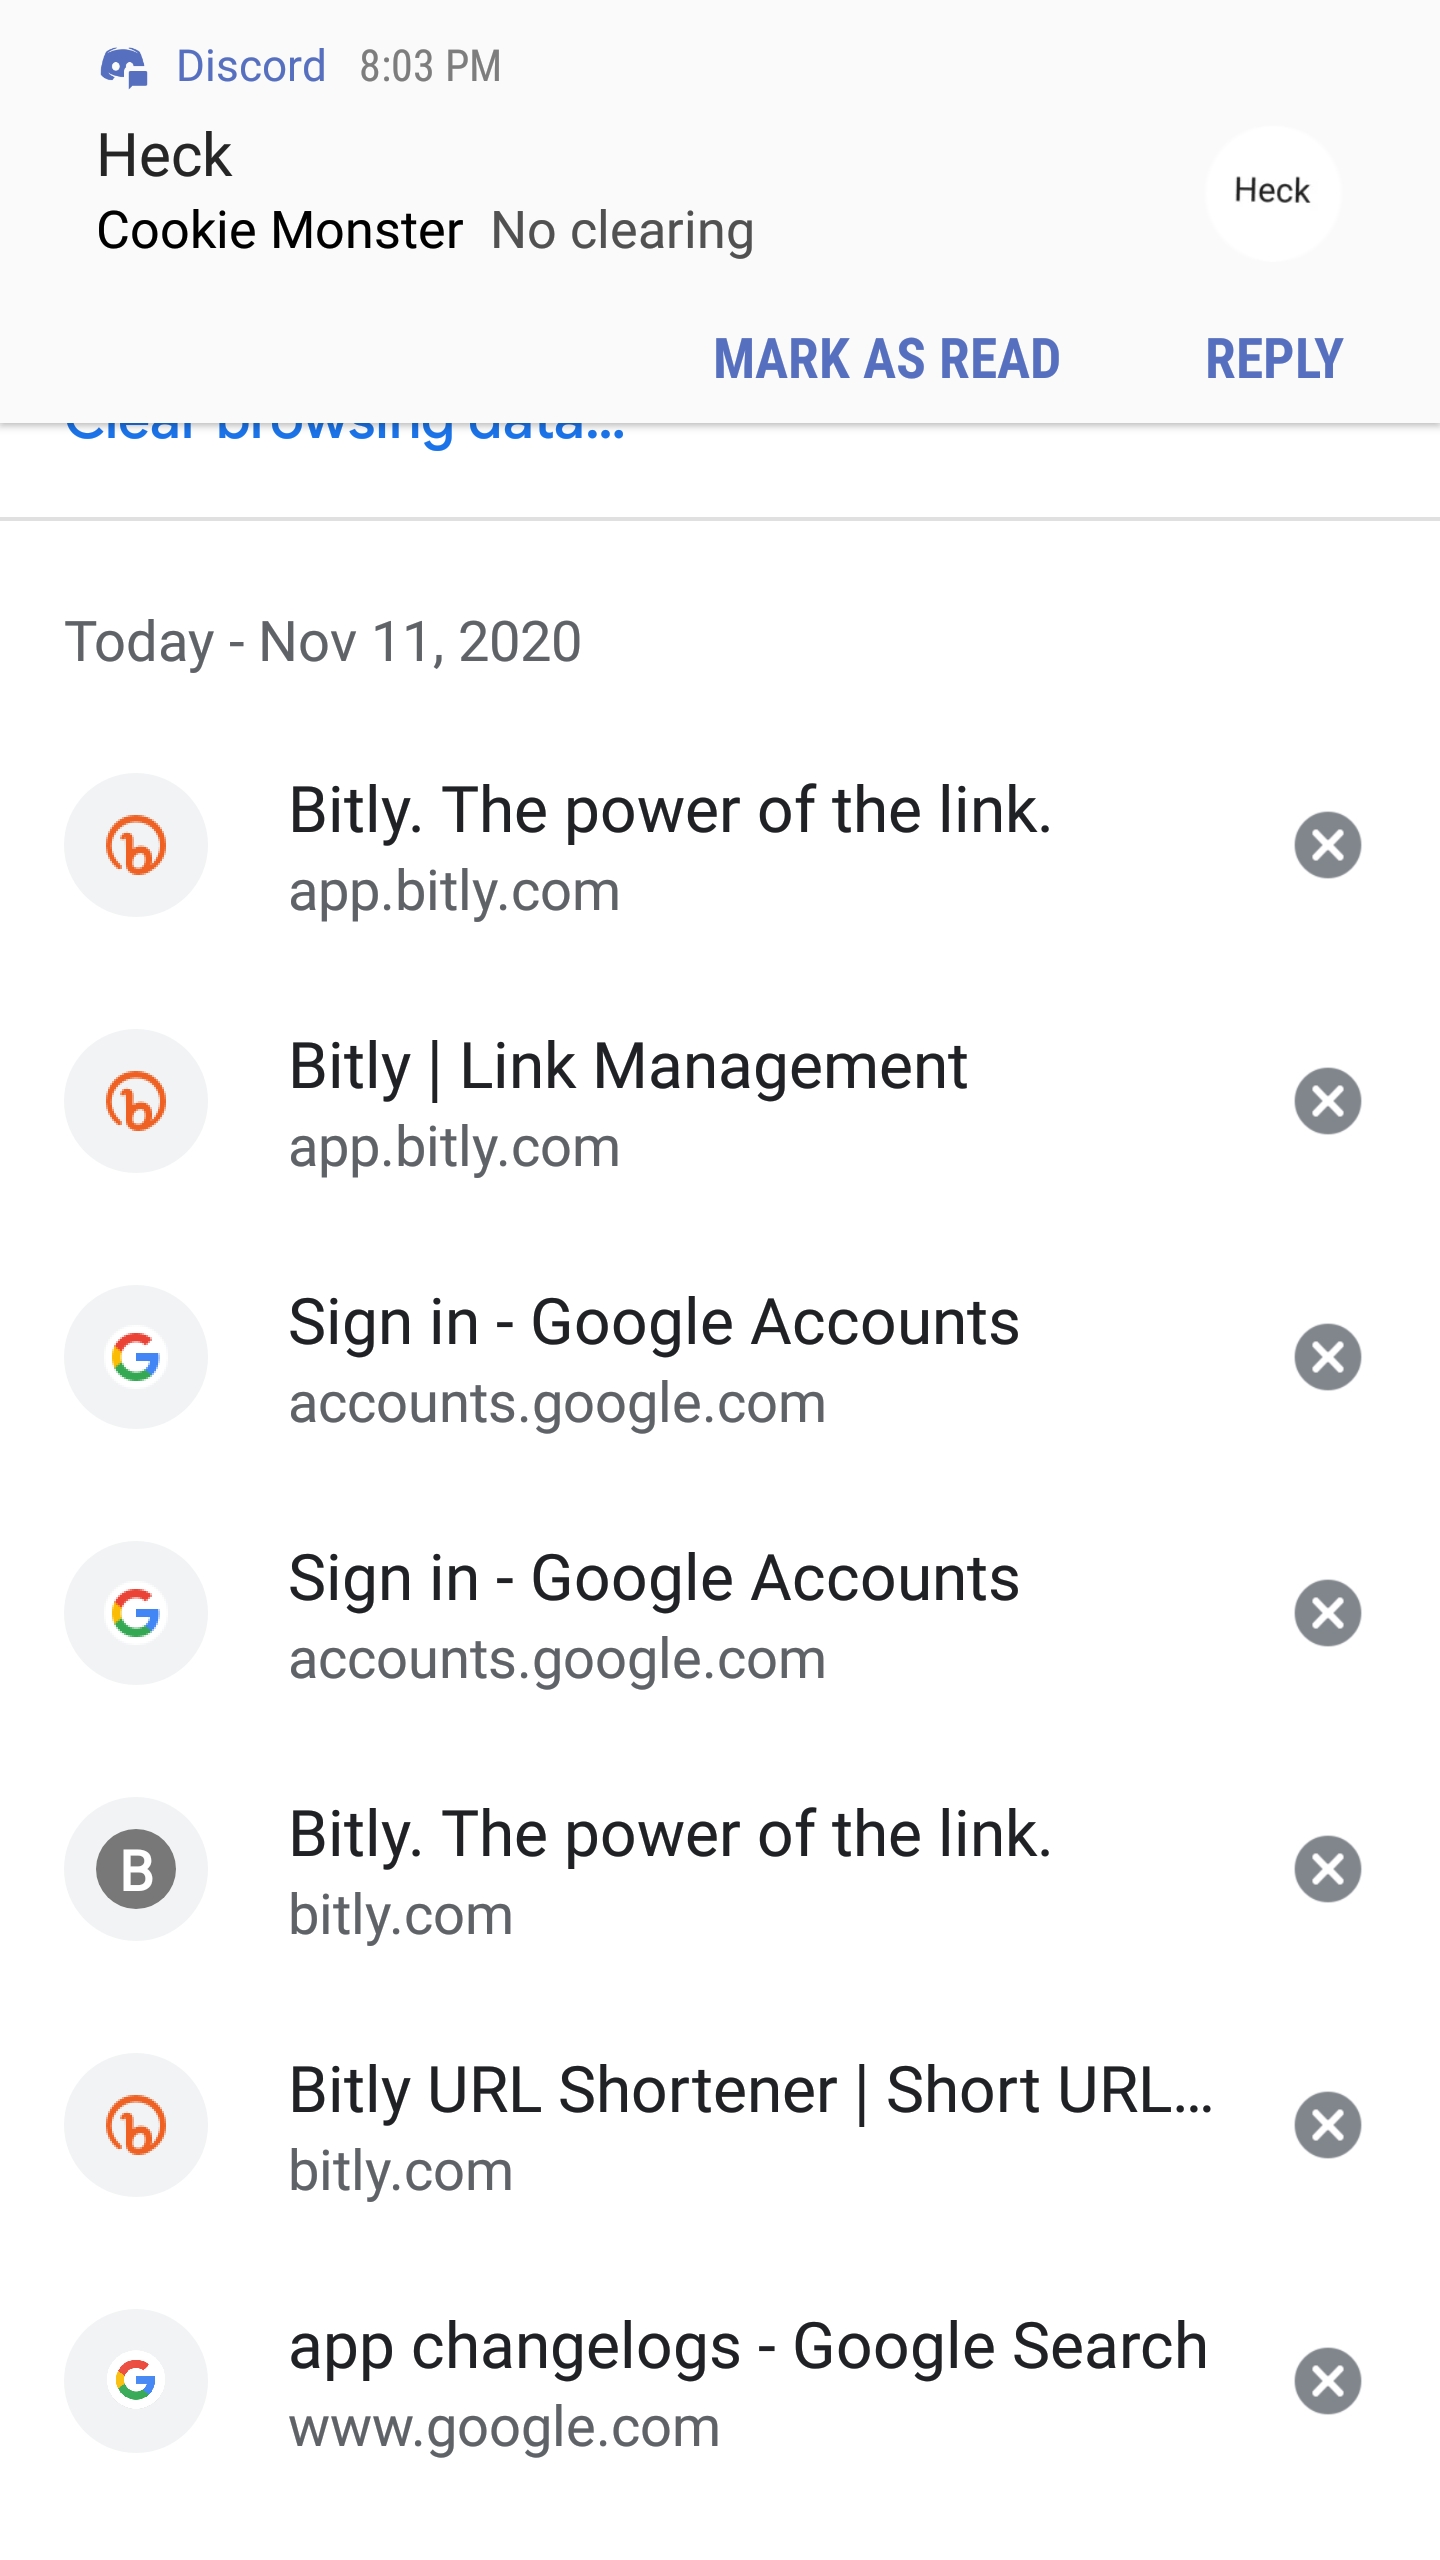 Discord 8:03 PM
Heck
Heck
Cookie Monster No clearing
MARK AS READ REPLY
Clear browsing data...
Today - Nov 11, 2020
Bitly. The power of the link.
app.bitly.com
Bitly | Link Management
app.bitly.com
Sign in - Google Accounts
accounts.google.com
Sign in - Google Accounts
accounts.google.com
B
Bitly. The power of the link.
bitly.com
Bitly URL Shortener | Short URL...
bitly.com
app changelogs - Google Search
www.google.com